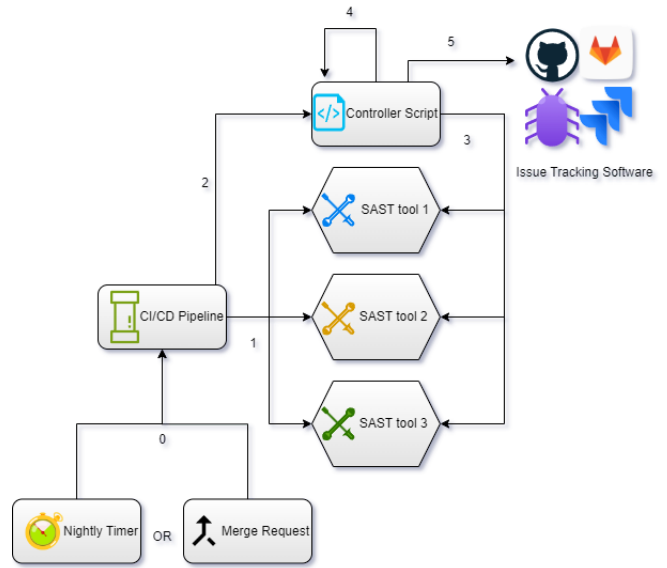 4
5
</> Controller Script
3
Issue Tracking Software
2
SAST tool 1
CI/CD Pipeline
SAST tool 2
1
SAST tool 3
0
Nightly Timer
OR
Merge Request